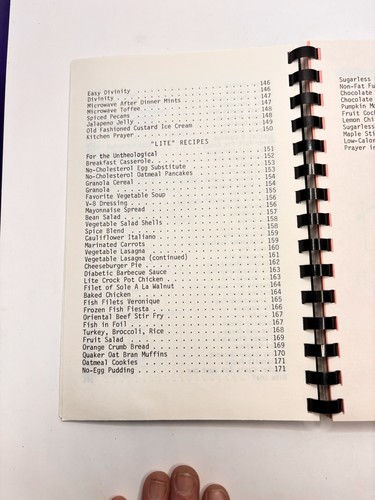 Easy Divinity . . . . . . . . . . 146
Divinity . . . . . . . . . . 146
Microwave After Dinner Mints . . . . . . . . . . 147
Microwave Toffee . . . . . . . . . . 147
Spiced Pecans . . . . . . . . . . 148
Jalapeno Jelly . . . . . . . . . . 148
Old Fashioned Custard Ice Cream . . . . . . . . . . 149
Kitchen Prayer . . . . . . . . . . 150
"LITE" RECIPES
For the Untheological . . . . . . . . . . 151
Breakfast Casserole. . . . . . . . . . 152
No-Cholesterol Egg Substitute . . . . . . . . . . 153
No-Cholesterol Oatmeal Pancakes . . . . . . . . . . 153
Granola Cereal . . . . . . . . . . 154
Granola . . . . . . . . . . 154
Favorite Vegetable Soup . . . . . . . . . . 155
V-8 Dressing . . . . . . . . . . 156
Mayonnaise Spread . . . . . . . . . . 156
Bean Salad . . . . . . . . . . 157
Vegetable Salad Shells . . . . . . . . . . 157
Spice Blend . . . . . . . . . . 158
Cauliflower Italiano . . . . . . . . . . 159
Marinated Carrots . . . . . . . . . . 159
Vegetable Lasagna . . . . . . . . . . 160
Vegetable Lasagna (continued) . . . . . . . . . . 161
Cheeseburger Pie . . . . . . . . . . 162
Diabetic Barbecue Sauce . . . . . . . . . . 163
Lite Crock Pot Chicken . . . . . . . . . . 163
Filet of Sole A La Walnut . . . . . . . . . . 164
Baked Chicken . . . . . . . . . . 164
Fish Filets Veronique . . . . . . . . . . 165
Frozen Fish Fiesta . . . . . . . . . . 166
Oriental Beef Stir Fry . . . . . . . . . . 167
Fish in Foil . . . . . . . . . . 167
Turkey, Broccoli, Rice . . . . . . . . . . 168
Fruit Salad . . . . . . . . . . 169
Orange Crumb Bread . . . . . . . . . . 169
Quaker Oat Bran Muffins . . . . . . . . . . 170
Oatmeal Cookies . . . . . . . . . . 171
No-Egg Pudding . . . . . . . . . . 171
Sugarless
Non-Fat Fu
Chocolate
Chocolate
Pumpkin Mo
Fruit Cock
Lemon Chi
Sugarless
Maple Sti
Low-Calor
Prayer in